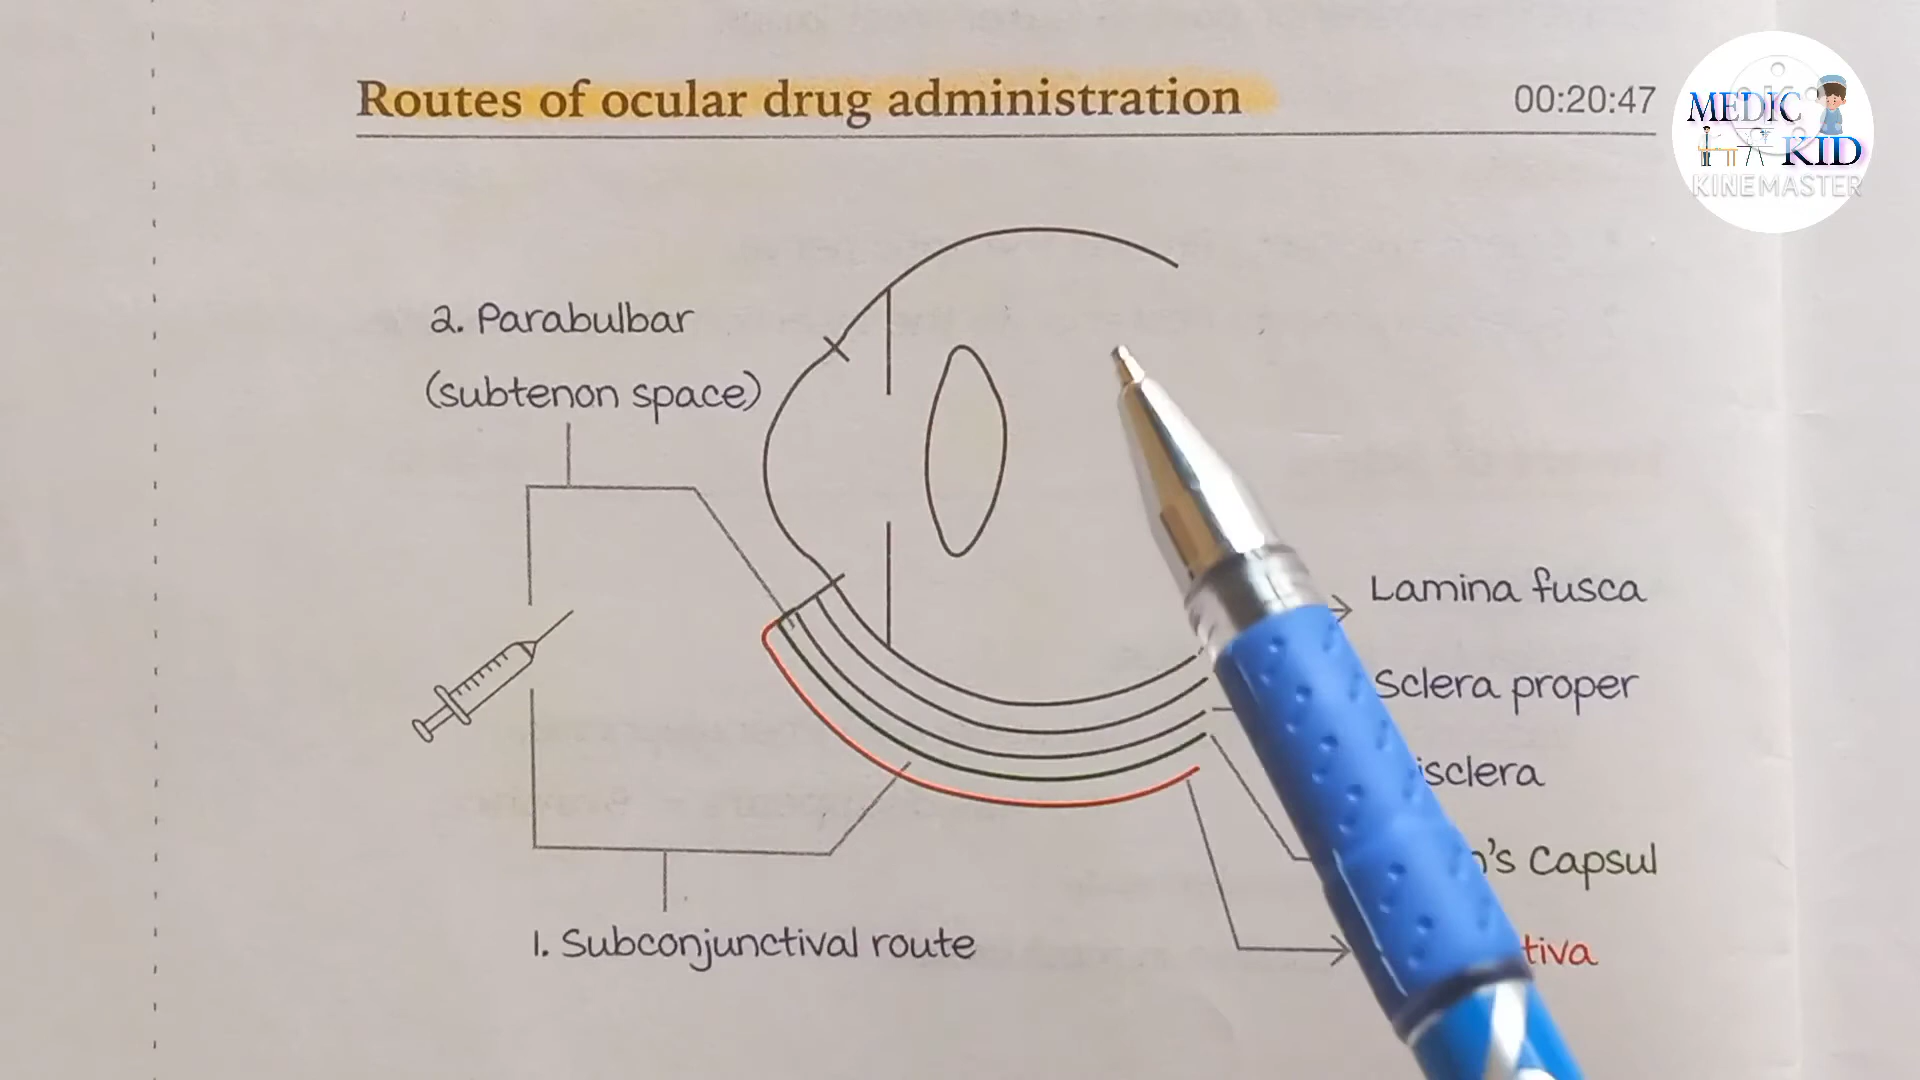 Routes of ocular drug administration
00:20:47
MEDIC
KID
KINEMASTER
2. Parabulbar
(subtenon space)
Lamina fusca
Sclera proper
isclera
's Capsul
1. Subconjunctival route
tiva